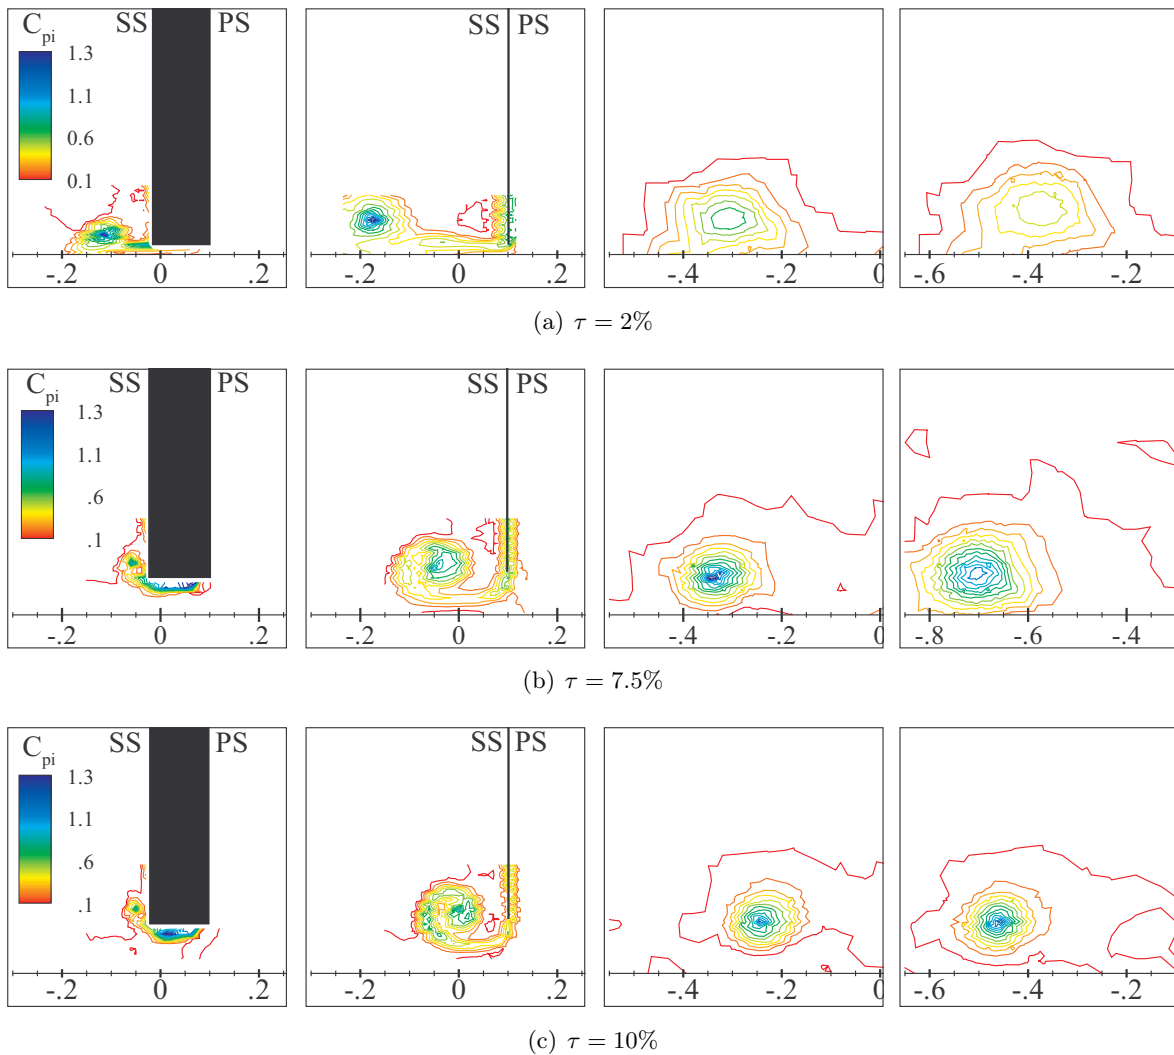 C_pi SS PS SS PS
1.3
1.1
0.6
0.1
-.2 0 .2 -.2 0 .2 -.4 -.2 0 -.6 -.4 -.2
(a) τ = 2%
C_pi SS PS SS PS
1.3
1.1
.6
.1
-.2 0 .2 -.2 0 .2 -.4 -.2 0 -.8 -.6 -.4
(b) τ = 7.5%
C_pi SS PS SS PS
1.3
1.1
.6
.1
-.2 0 .2 -.2 0 .2 -.4 -.2 0 -.6 -.4 -.2
(c) τ = 10%